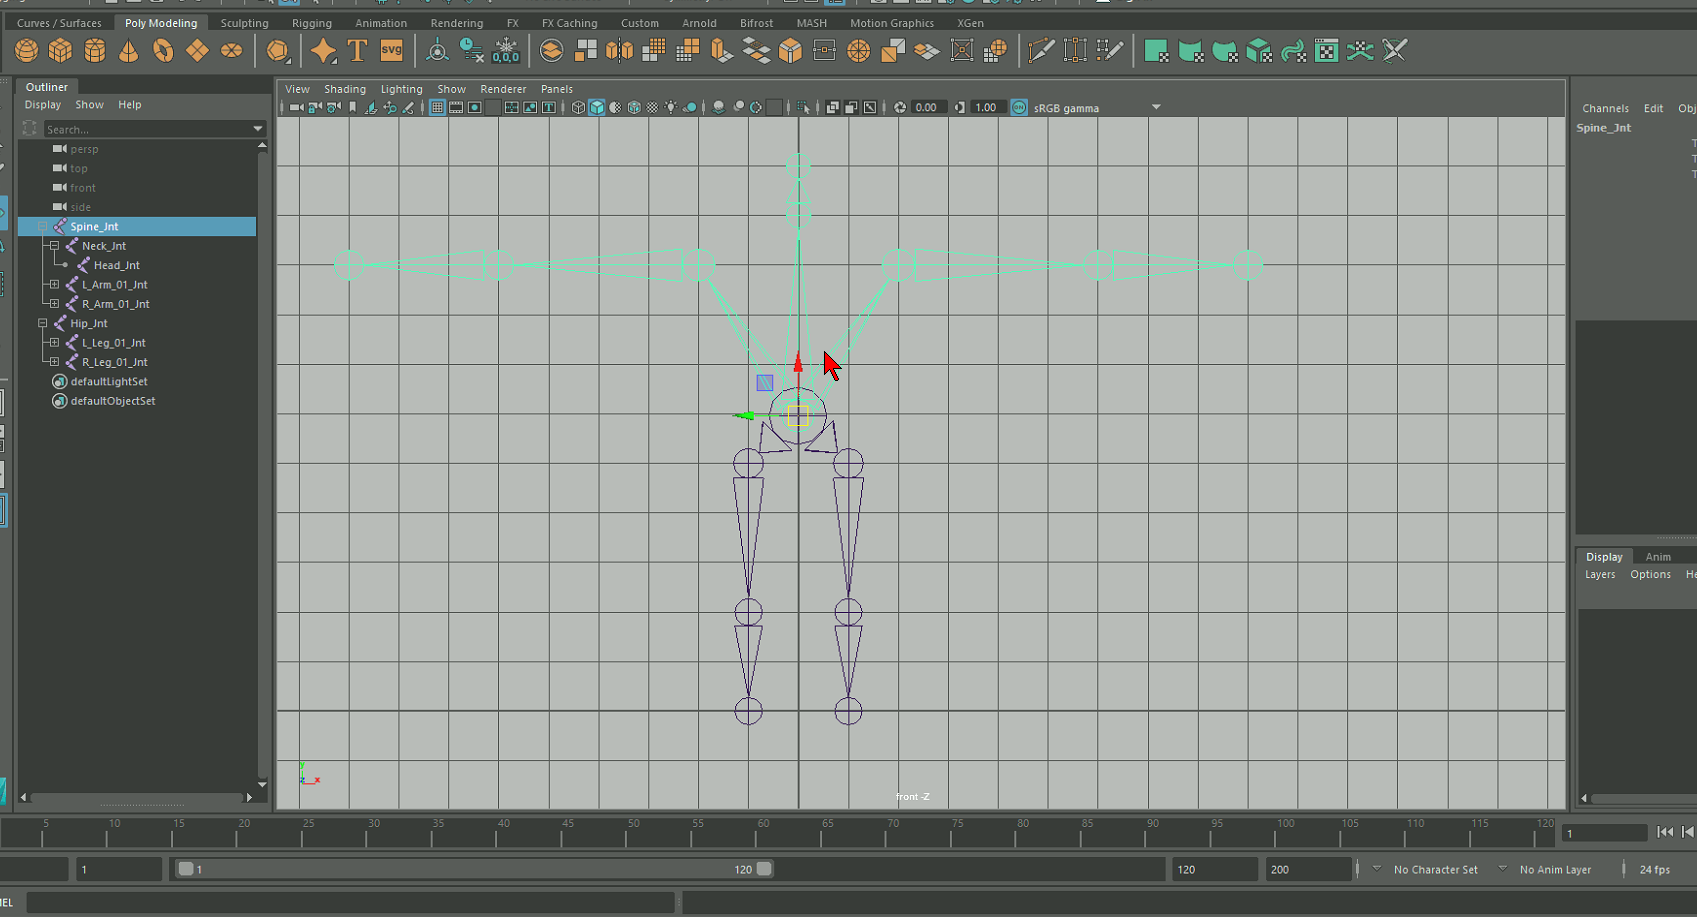 Curves / Surfaces Poly Modeling Sculpting Rigging Animation Rendering FX FX Caching Custom Arnold Bifrost MASH Motion Graphics XGen
T svg 0,0,0
Outliner
Display Show Help
Search...
persp
top
front
side
Spine_Jnt
Neck_Jnt
Head_Jnt
L_Arm_01_Jnt
R_Arm_01_Jnt
Hip_Jnt
L_Leg_01_Jnt
R_Leg_01_Jnt
defaultLightSet
defaultObjectSet
View Shading Lighting Show Renderer Panels
0.00 1.00 ON sRGB gamma
y
z x
front -Z
Channels Edit Obj
Spine_Jnt
T
T
T
Display Anim
Layers Options He
5 10 15 20 25 30 35 40 45 50 55 60 65 70 75 80 85 90 95 100 105 110 115 120
1
1 1 120 120 200 No Character Set No Anim Layer 24 fps
MEL